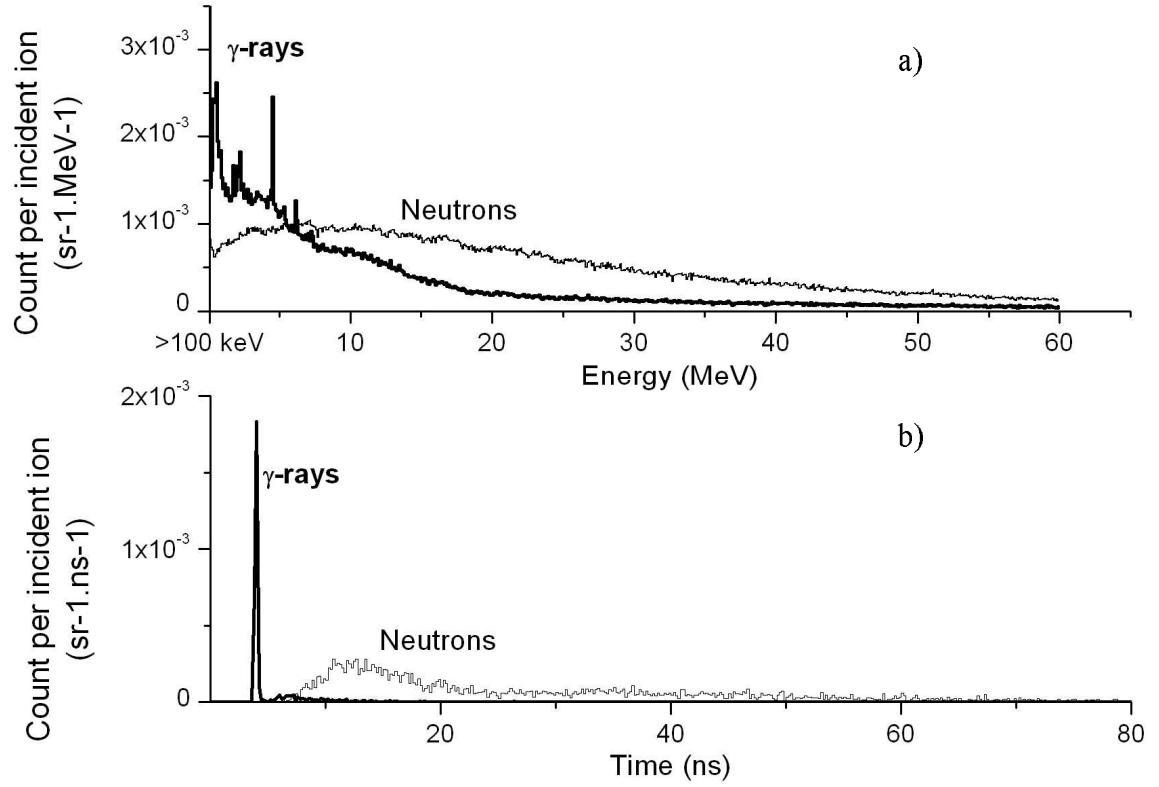 a)
γ-rays
Neutrons
Count per incident ion
(sr-1.MeV-1)
3x10⁻³
2x10⁻³
1x10⁻³
0
>100 keV 10 20 30 40 50 60
Energy (MeV)
b)
γ-rays
Neutrons
Count per incident ion
(sr-1.ns-1)
2x10⁻³
1x10⁻³
0
20 40 60 80
Time (ns)